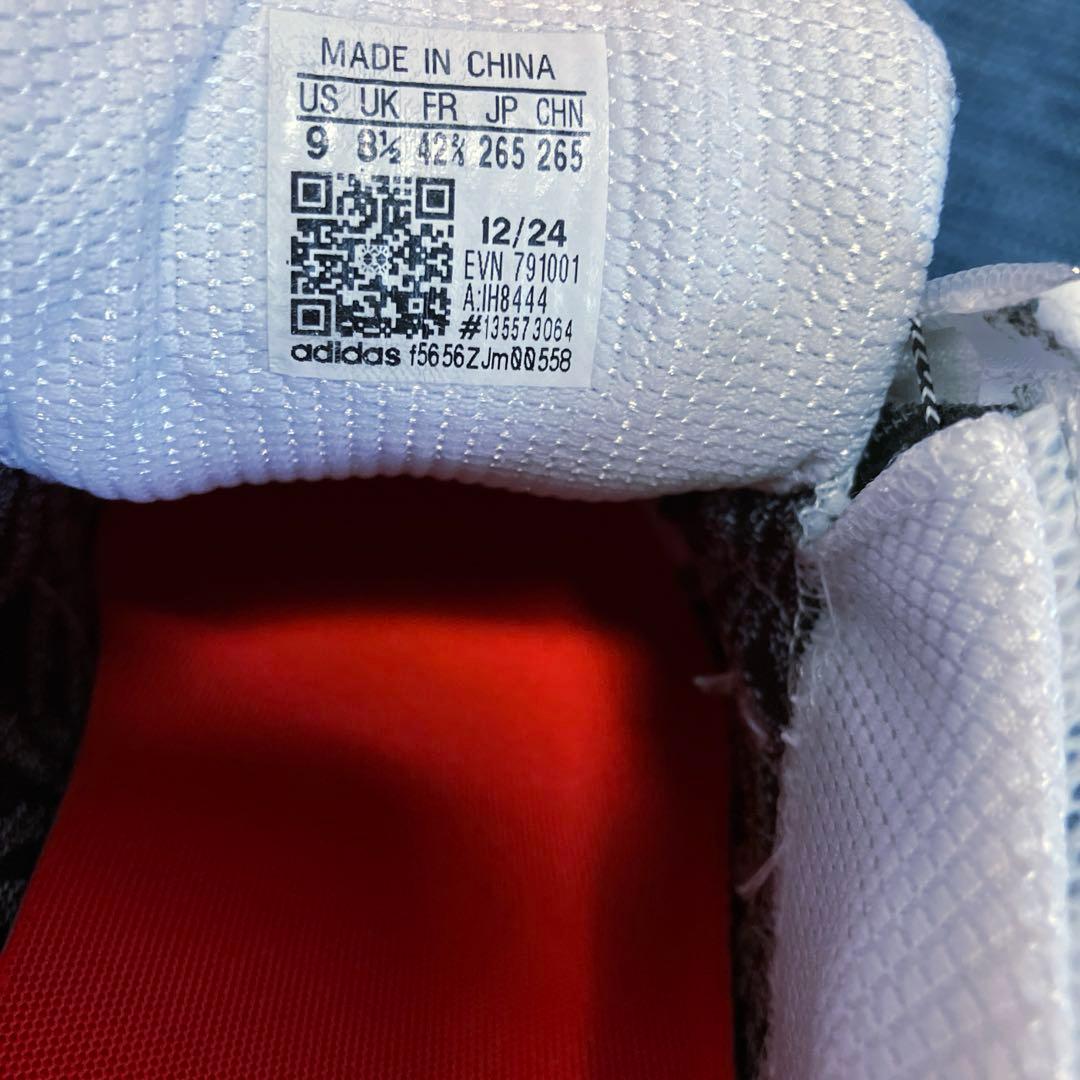 MADE IN CHINA
US UK FR JP CHN
9 8½ 42⅔ 265 265
12/24
EVN 791001
A:IH8444
#135573064
adidas f5656ZJm00558